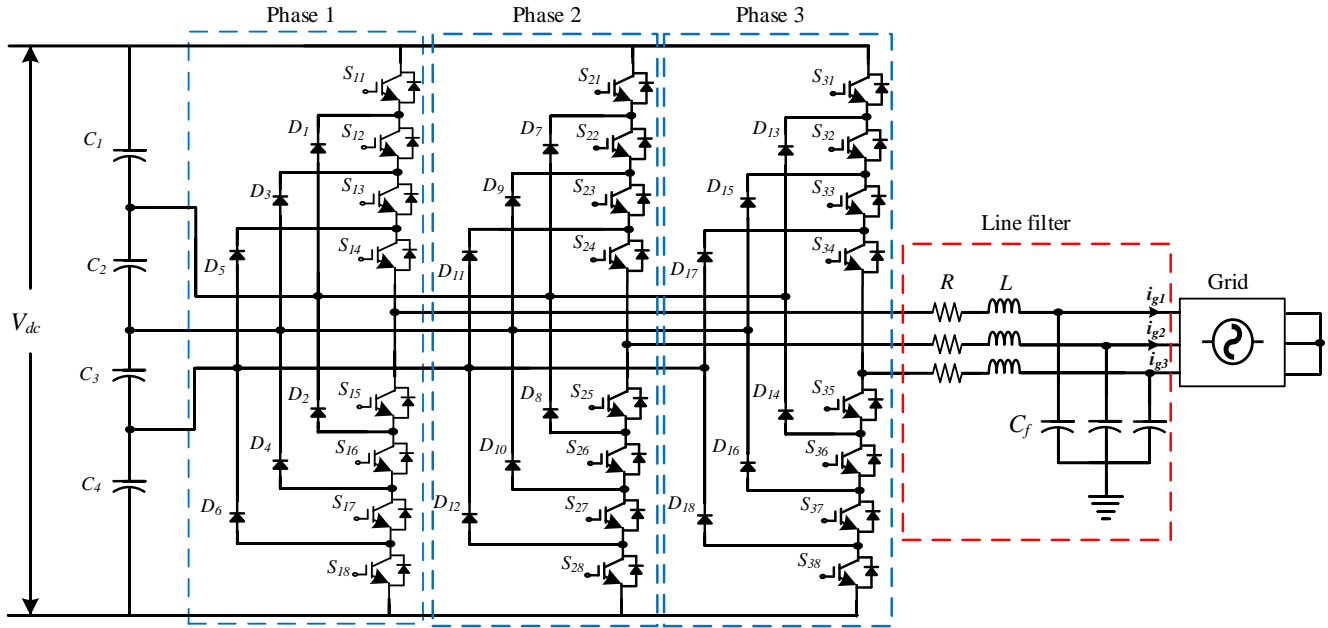 Phase 1
Phase 2
Phase 3
S11
S21
S31
C1
D1
S12
D7
S22
D13
S32
D3
S13
D9
S23
D15
S33
C2
D5
S14
D11
S24
D17
S34
Line filter
Vdc
R
L
ig1
Grid
ig2
ig3
C3
D2
S15
D8
S25
D14
S35
Cf
C4
D4
S16
D10
S26
D16
S36
D6
S17
D12
S27
D18
S37
S18
S28
S38